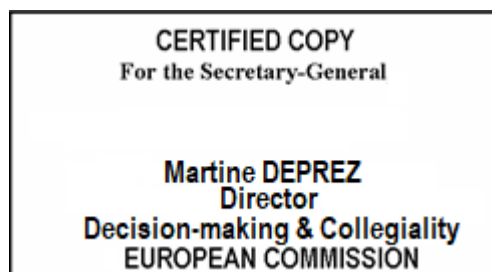 CERTIFIED COPY
For the Secretary-General
Martine DEPREZ
Director
Decision-making & Collegiality
EUROPEAN COMMISSION